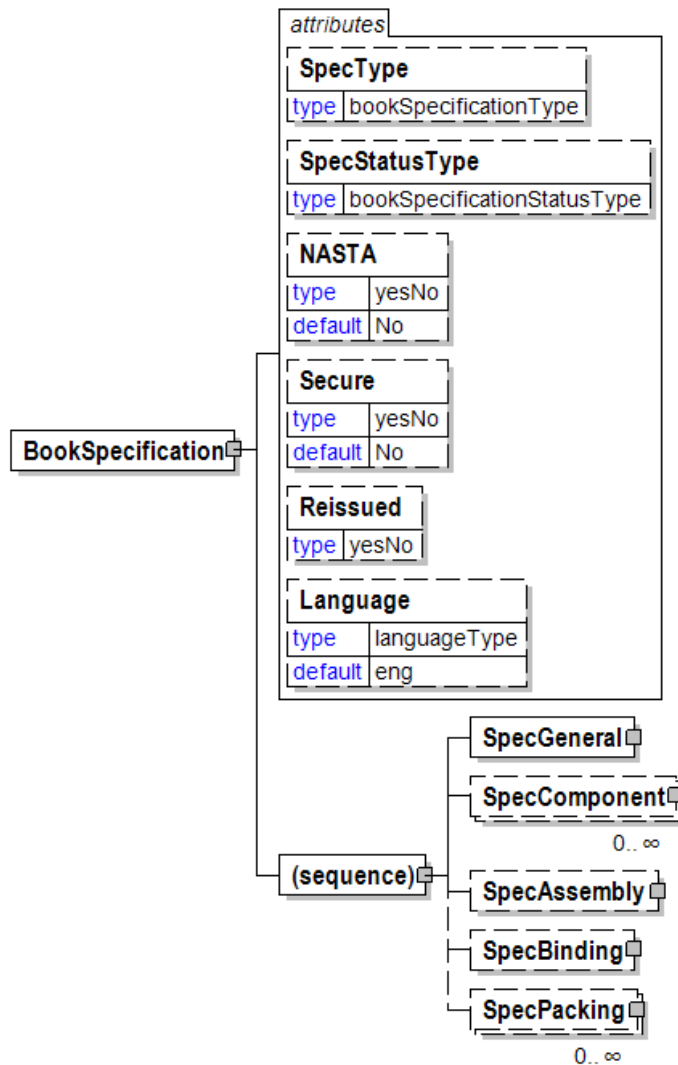 attributes
SpecType
type bookSpecificationType
SpecStatusType
type bookSpecificationStatusType
NASTA
type yesNo
default No
Secure
type yesNo
default No
Reissued
type yesNo
Language
type languageType
default eng
BookSpecification
(sequence)
SpecGeneral
SpecComponent
0.. ∞
SpecAssembly
SpecBinding
SpecPacking
0.. ∞